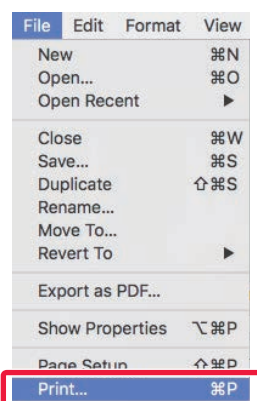 File Edit Format View
New ⌘N
Open... ⌘O
Open Recent ▶
Close ⌘W
Save... ⌘S
Duplicate ⇧⌘S
Rename...
Move To...
Revert To ▶
Export as PDF...
Show Properties ⌥⌘P
Page Setup ⇧⌘P
Print... ⌘P